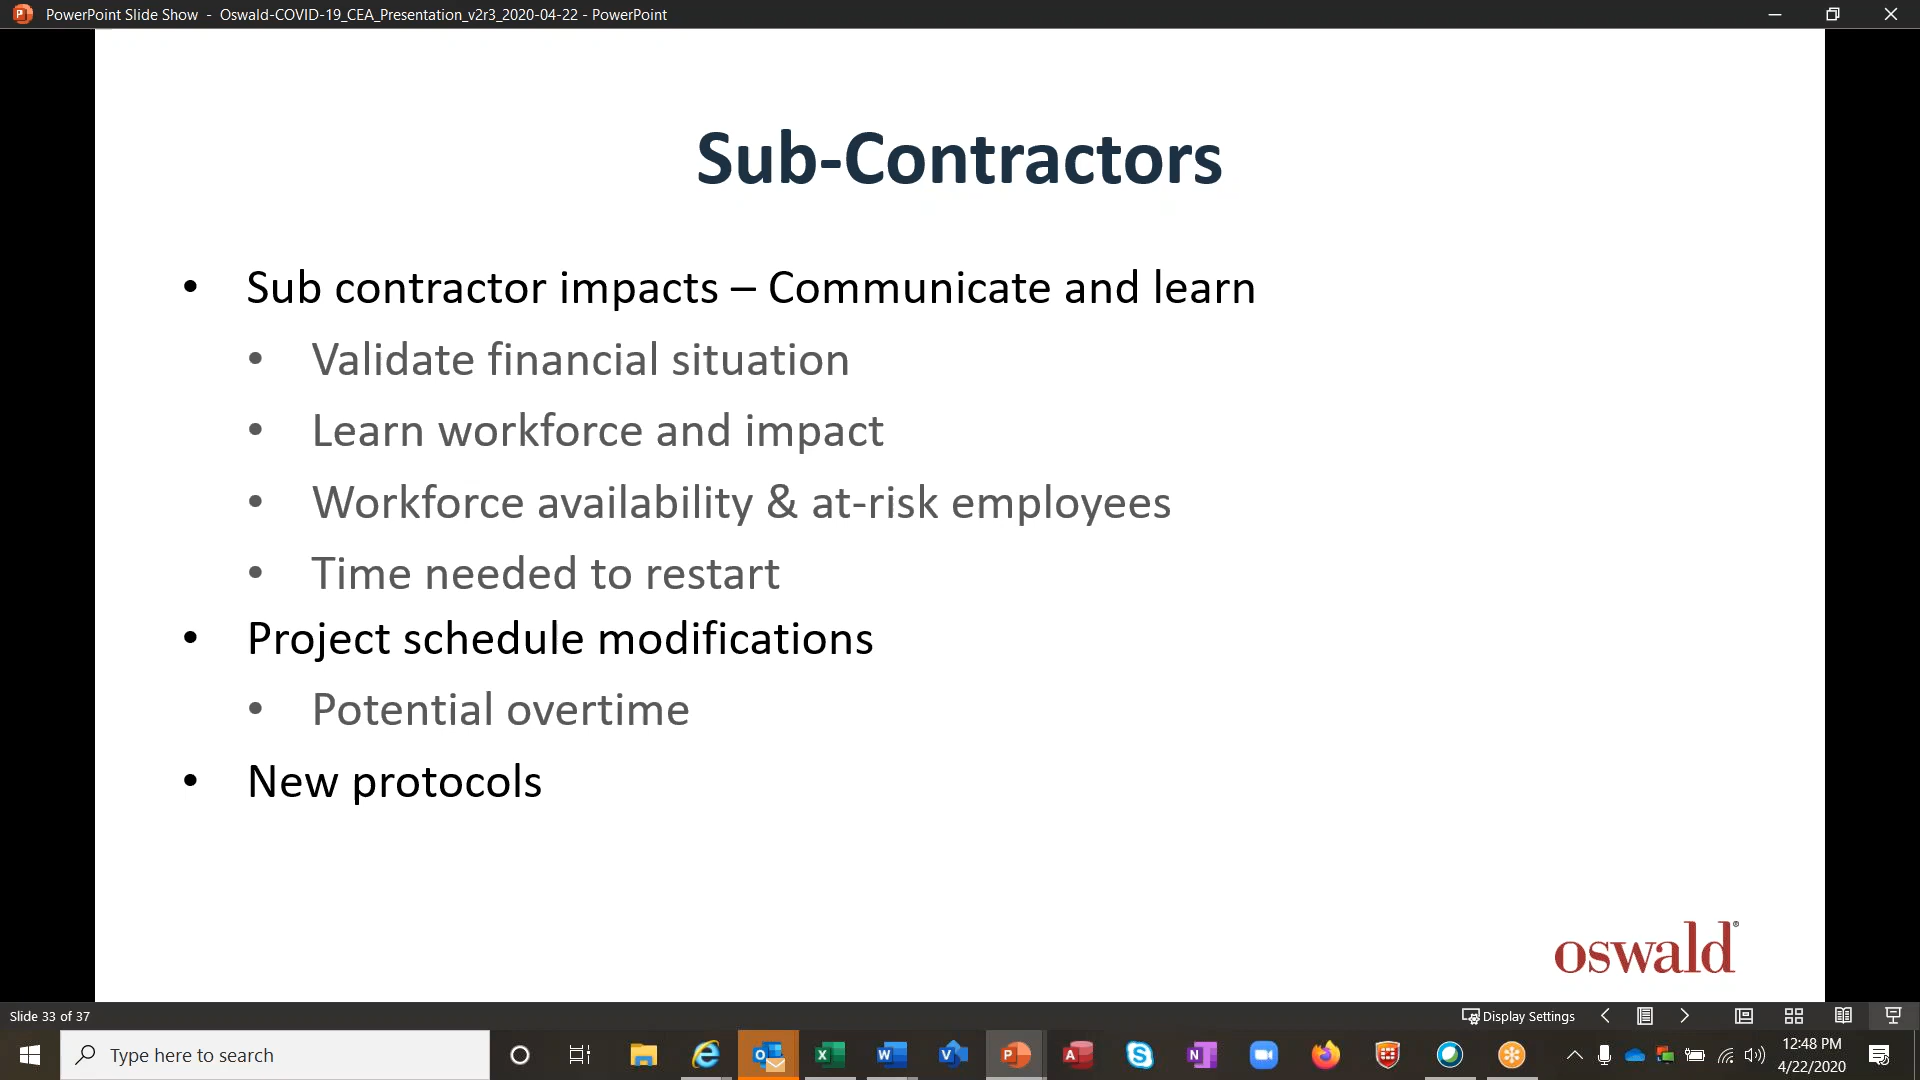 PowerPoint Slide Show - Oswald-COVID-19_CEA_Presentation_v2r3_2020-04-22 - PowerPoint
Sub-Contractors
• Sub contractor impacts – Communicate and learn
• Validate financial situation
• Learn workforce and impact
• Workforce availability & at-risk employees
• Time needed to restart
• Project schedule modifications
• Potential overtime
• New protocols
oswald®
Slide 33 of 37
Display Settings
Type here to search
12:48 PM
4/22/2020